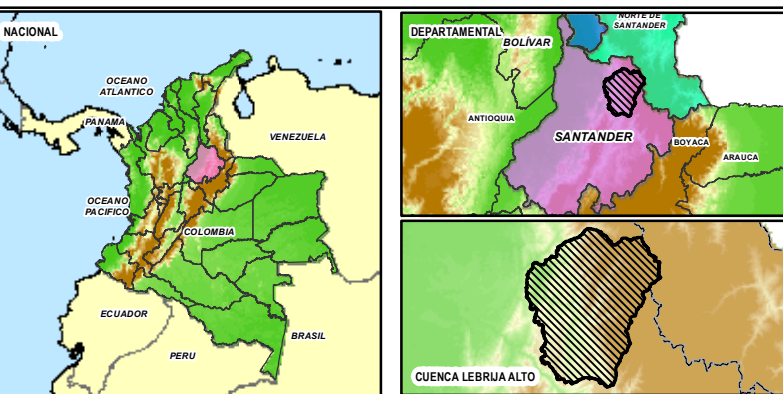 NACIONAL
OCEANO
ATLANTICO
PANAMA
VENEZUELA
OCEANO
PACIFICO
COLOMBIA
ECUADOR
PERU
BRASIL
DEPARTAMENTAL
NORTE DE
SANTANDER
BOLÍVAR
ANTIOQUIA
SANTANDER
BOYACA
ARAUCA
CUENCA LEBRIJA ALTO